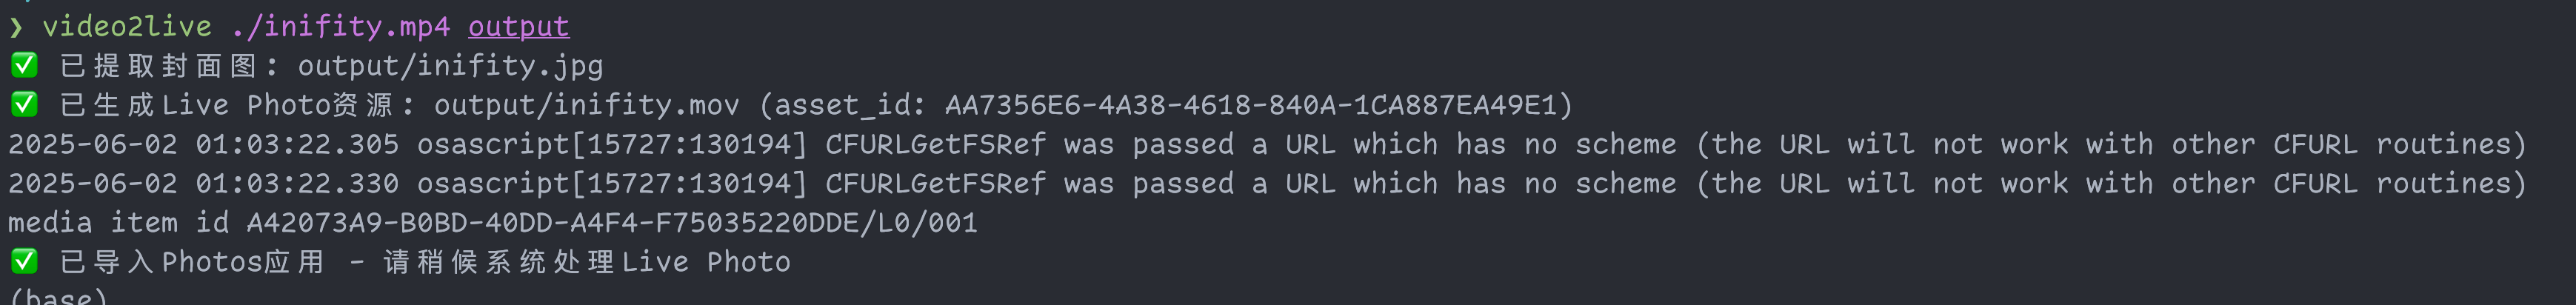 ❯ video2live ./inifity.mp4 output
✅ 已提取封面图: output/inifity.jpg
✅ 已生成Live Photo资源: output/inifity.mov (asset_id: AA7356E6-4A38-4618-840A-1CA887EA49E1)
2025-06-02 01:03:22.305 osascript[15727:130194] CFURLGetFSRef was passed a URL which has no scheme (the URL will not work with other CFURL routines)
2025-06-02 01:03:22.330 osascript[15727:130194] CFURLGetFSRef was passed a URL which has no scheme (the URL will not work with other CFURL routines)
media item id A42073A9-B0BD-40DD-A4F4-F75035220DDE/L0/001
✅ 已导入Photos应用 - 请稍候系统处理Live Photo
(base)